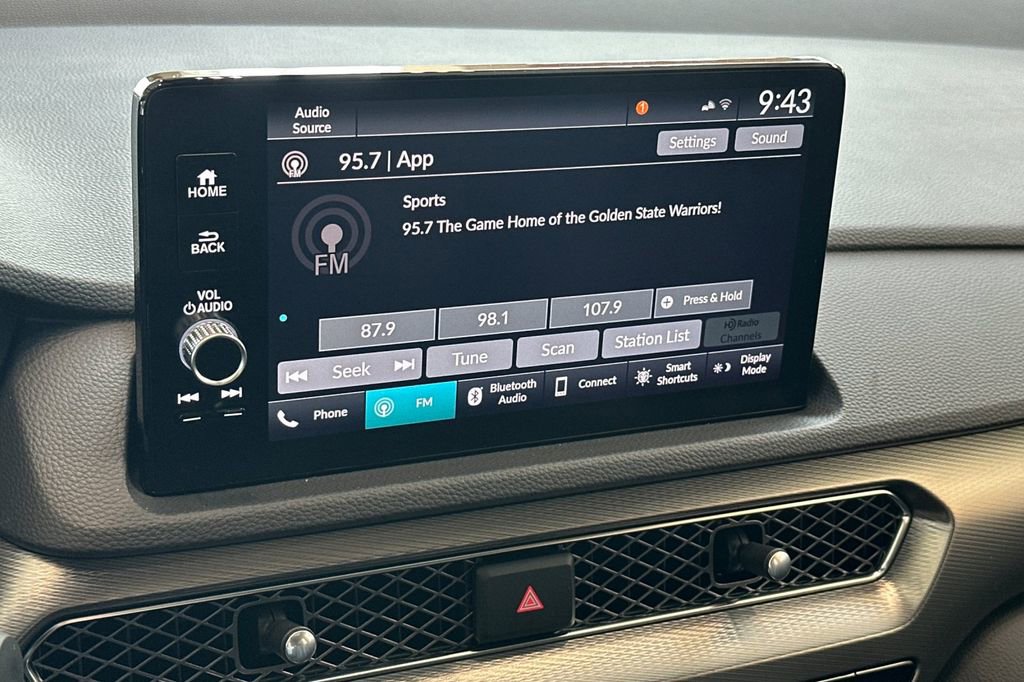 Audio
Source
1
9:43
Settings
Sound
FM
95.7 | App
Sports
95.7 The Game Home of the Golden State Warriors!
FM
HOME
BACK
VOL
AUDIO
87.9
98.1
107.9
Press & Hold
Seek
Tune
Scan
Station List
HD Radio
Channels
Phone
FM
Bluetooth
Audio
Connect
Smart
Shortcuts
Display
Mode